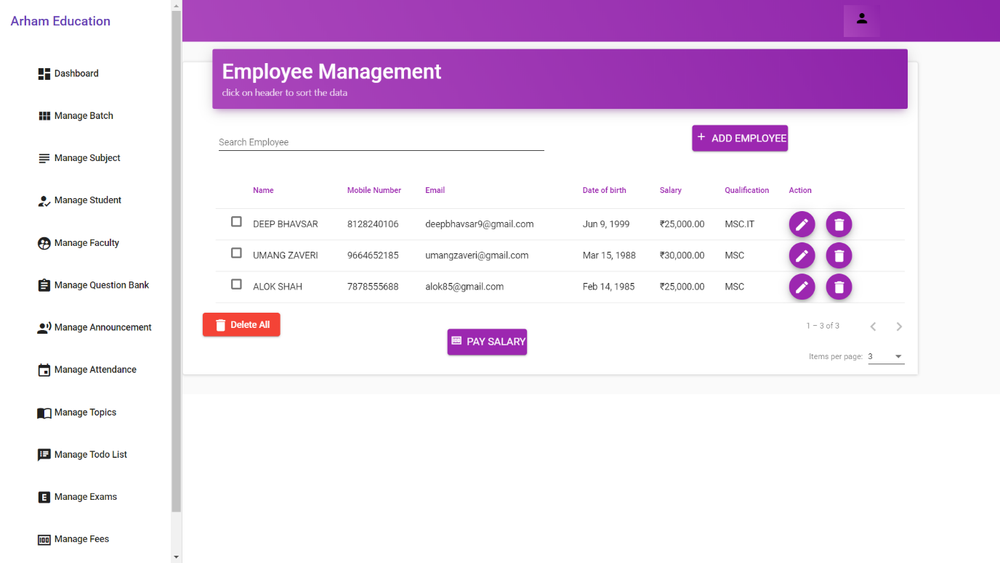 Arham Education
Dashboard
Manage Batch
Manage Subject
Manage Student
Manage Faculty
Manage Question Bank
Manage Announcement
Manage Attendance
Manage Topics
Manage Todo List
E Manage Exams
100 Manage Fees
Employee Management
click on header to sort the data
Search Employee
+ ADD EMPLOYEE
Name Mobile Number Email Date of birth Salary Qualification Action
DEEP BHAVSAR 8128240106 deepbhavsar9@gmail.com Jun 9, 1999 ₹25,000.00 MSC.IT
UMANG ZAVERI 9664652185 umangzaveri@gmail.com Mar 15, 1988 ₹30,000.00 MSC
ALOK SHAH 7878555688 alok85@gmail.com Feb 14, 1985 ₹25,000.00 MSC
Delete All
100 PAY SALARY
1 – 3 of 3
Items per page: 3